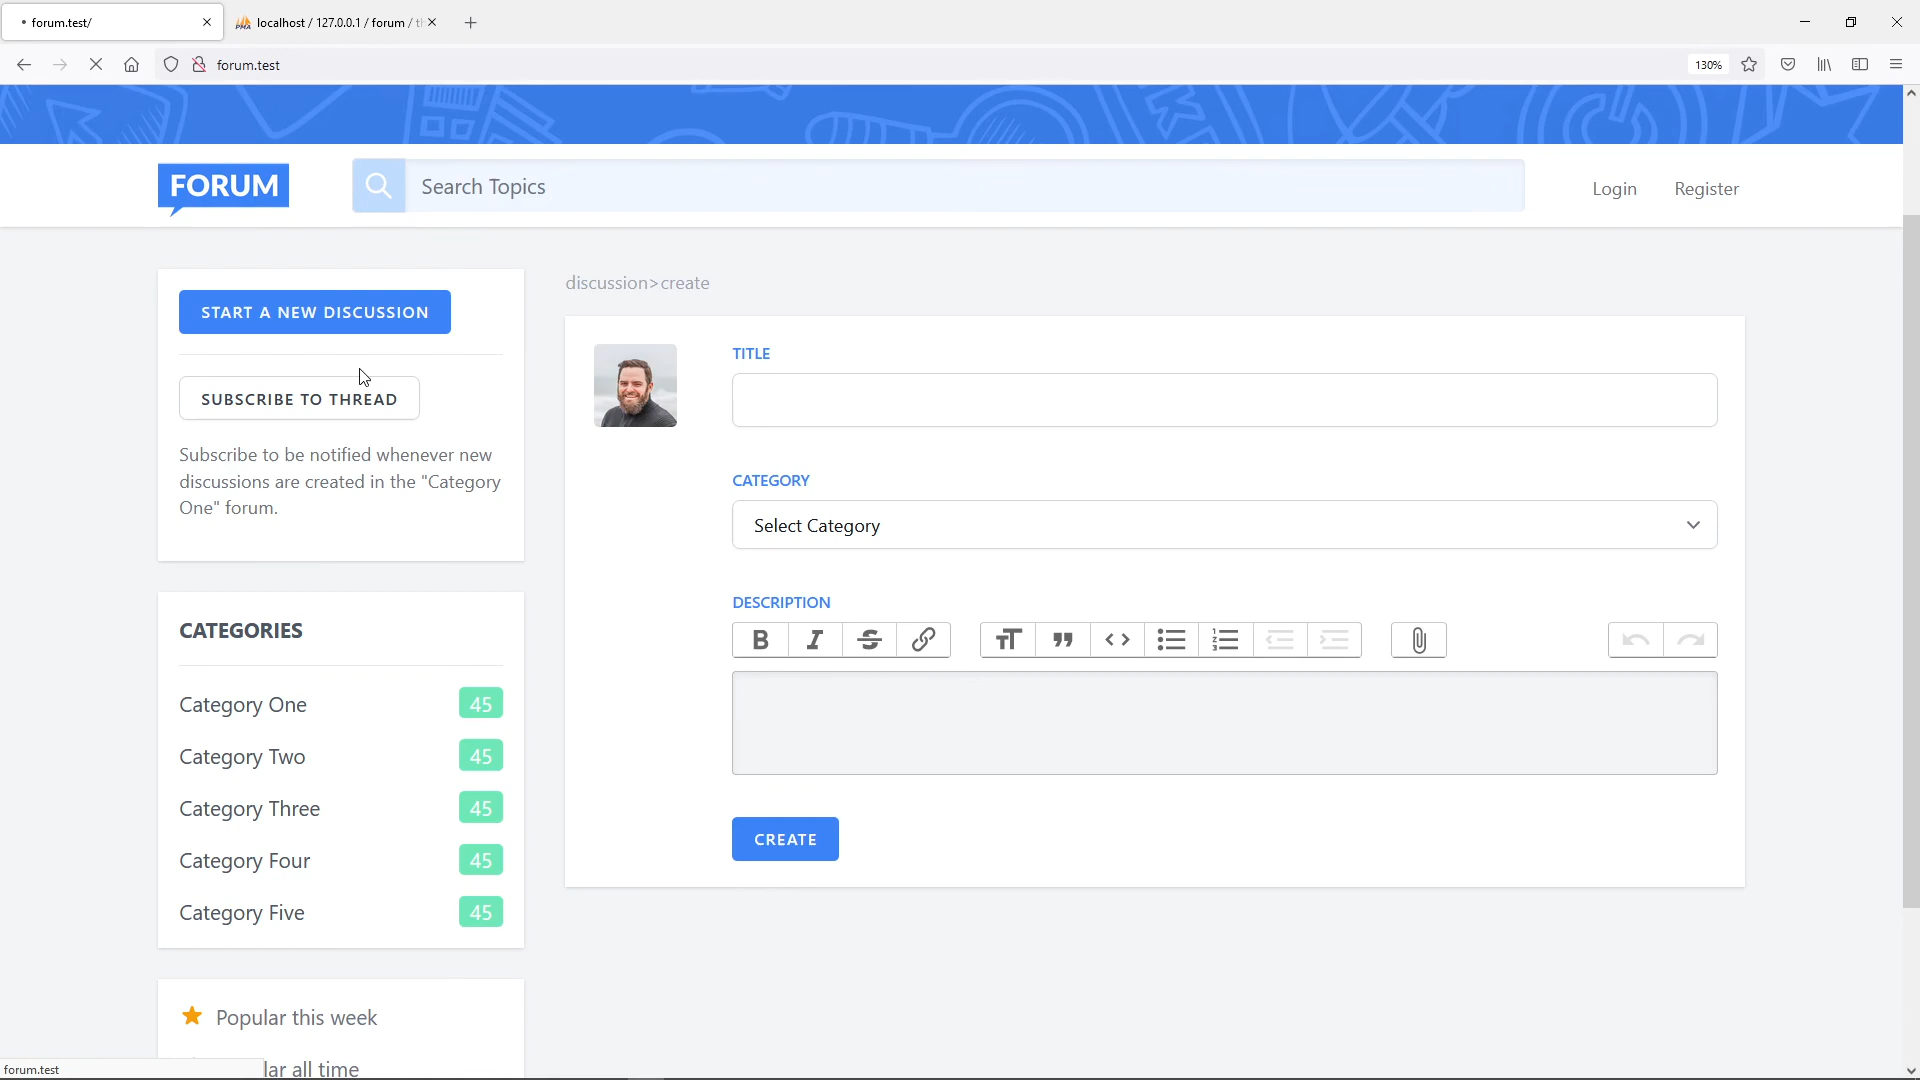 forum.test/
localhost / 127.0.0.1 / forum / th
forum.test
130%
FORUM
Search Topics
Login
Register
START A NEW DISCUSSION
SUBSCRIBE TO THREAD
Subscribe to be notified whenever new
discussions are created in the "Category
One" forum.
CATEGORIES
Category One 45
Category Two 45
Category Three 45
Category Four 45
Category Five 45
Popular this week
lar all time
discussion>create
TITLE
CATEGORY
Select Category
DESCRIPTION
CREATE
forum.test